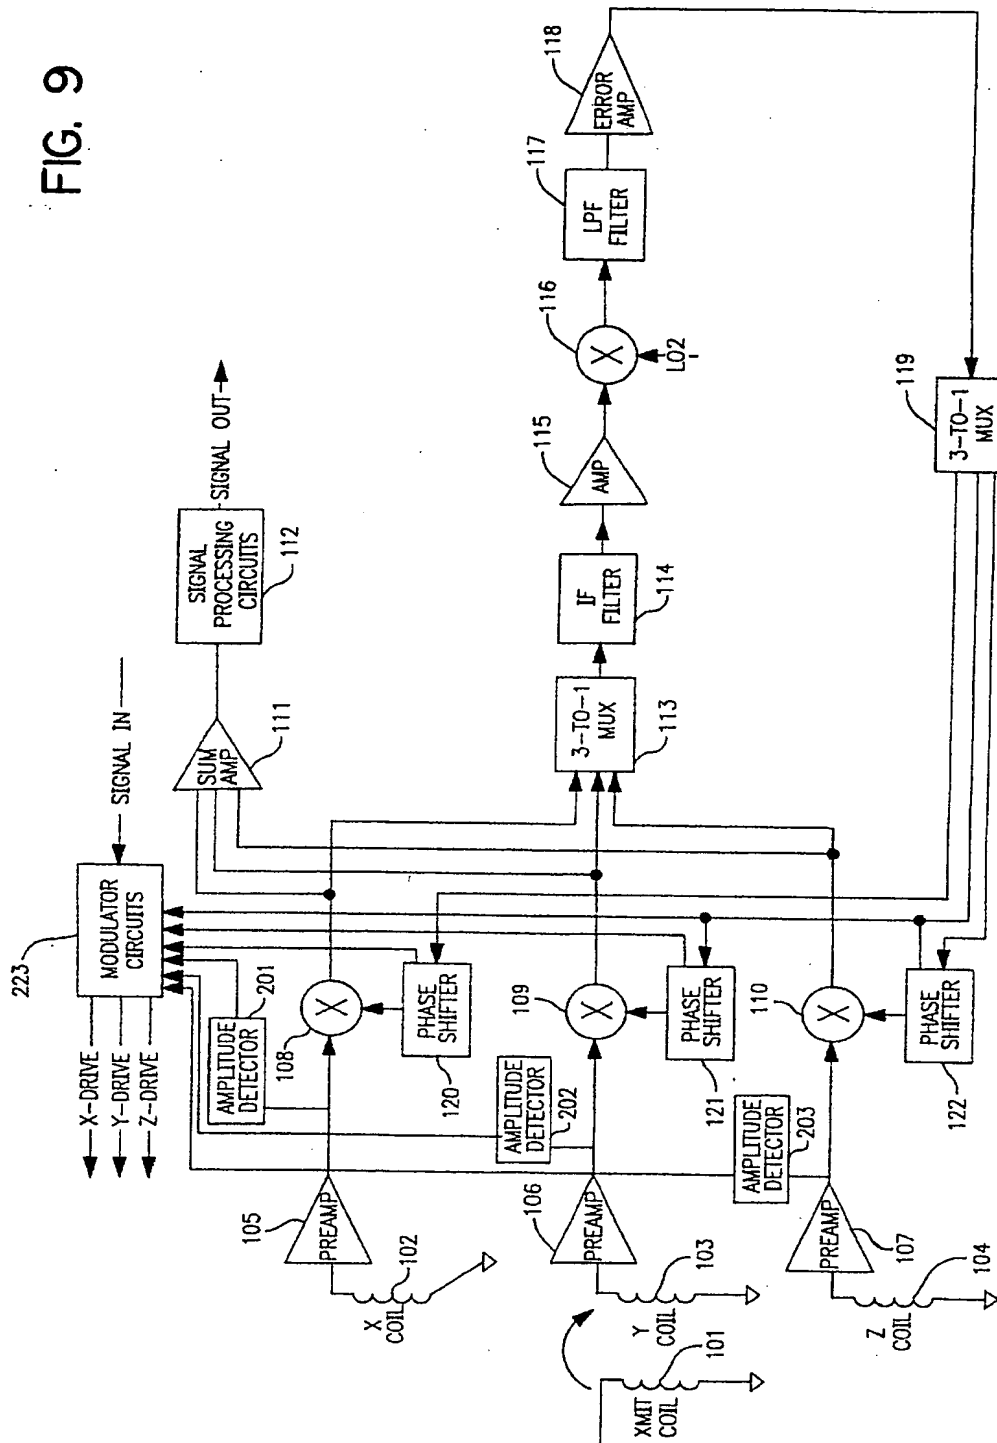 FIG. 9
223
MODULATOR
CIRCUITS
SIGNAL IN
X-DRIVE
Y-DRIVE
Z-DRIVE
SUM
AMP
111
SIGNAL
PROCESSING
CIRCUITS
112
SIGNAL OUT
AMPLITUDE
DETECTOR
201
X
COIL
102
PREAMP
105
X
108
PHASE
SHIFTER
120
XMIT
COIL
101
Y
COIL
103
PREAMP
106
AMPLITUDE
DETECTOR
202
X
109
PHASE
SHIFTER
121
3-TO-1
MUX
113
IF
FILTER
114
AMP
115
X
116
LO2
LPF
FILTER
117
ERROR
AMP
118
Z
COIL
104
PREAMP
107
AMPLITUDE
DETECTOR
203
X
110
PHASE
SHIFTER
122
3-TO-1
MUX
119